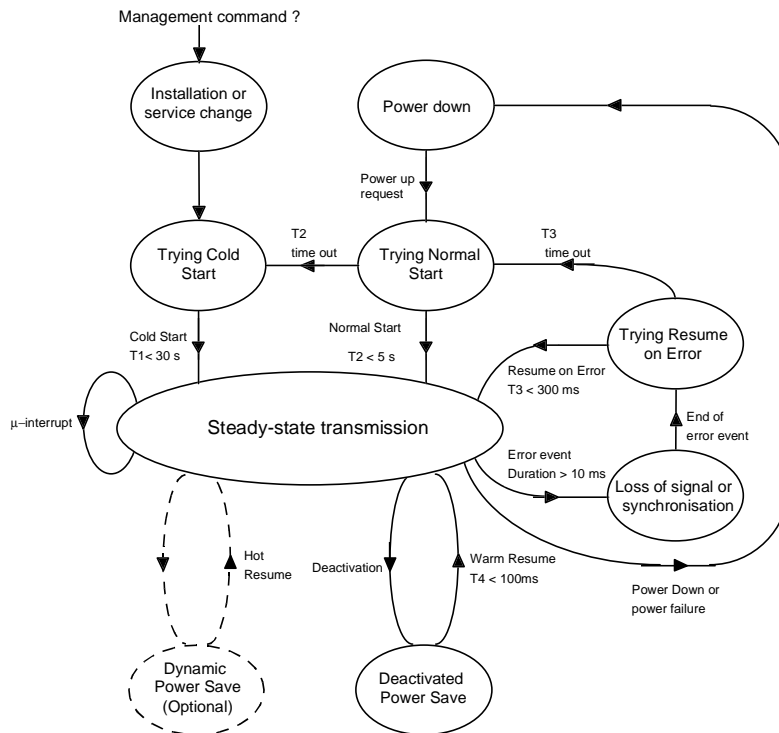 Management command ?
Installation or
service change
Power down
Power up
request
T2
time out
T3
time out
Trying Cold
Start
Trying Normal
Start
Cold Start
T1< 30 s
Normal Start
T2 < 5 s
Trying Resume
on Error
Resume on Error
T3 < 300 ms
μ–interrupt
Steady-state transmission
End of
error event
Error event
Duration > 10 ms
Loss of signal or
synchronisation
Hot
Resume
Deactivation
Warm Resume
T4 < 100ms
Power Down or
power failure
Dynamic
Power Save
(Optional)
Deactivated
Power Save